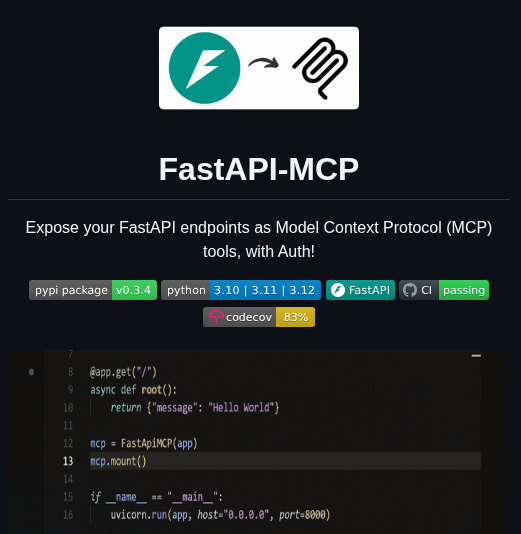 FastAPI-MCP
Expose your FastAPI endpoints as Model Context Protocol (MCP)
tools, with Auth!
pypi package v0.3.4 python 3.10 | 3.11 | 3.12 FastAPI CI passing
codecov 83%
7
8 @app.get("/")
9 async def root():
10 return {"message": "Hello World"}
11
12 mcp = FastApiMCP(app)
13 mcp.mount()
14
15 if __name__ == "__main__":
16 uvicorn.run(app, host="0.0.0.0", port=8000)